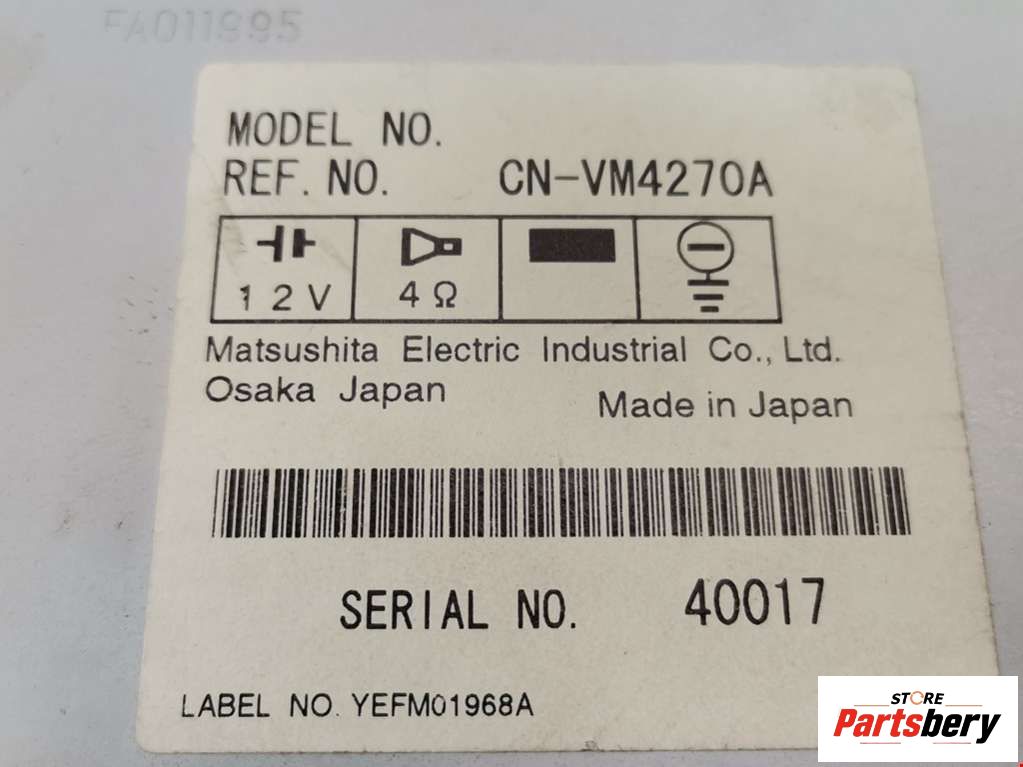 FA011995
MODEL NO.
REF. NO. CN-VM4270A
12V 4Ω
Matsushita Electric Industrial Co., Ltd.
Osaka Japan Made in Japan
SERIAL NO. 40017
LABEL NO. YEFM01968A
STORE
Partsbery